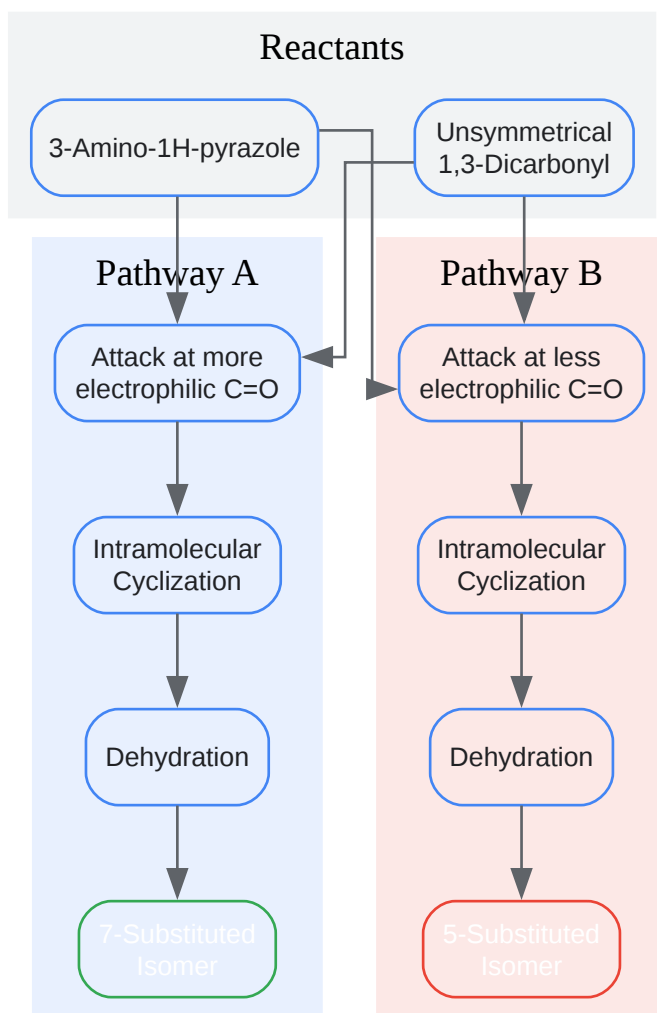 Reactants
3-Amino-1H-pyrazole
Unsymmetrical
1,3-Dicarbonyl
Pathway A
Pathway B
Attack at more
electrophilic C=O
Attack at less
electrophilic C=O
Intramolecular
Cyclization
Intramolecular
Cyclization
Dehydration
Dehydration
7-Substituted
Isomer
5-Substituted
Isomer